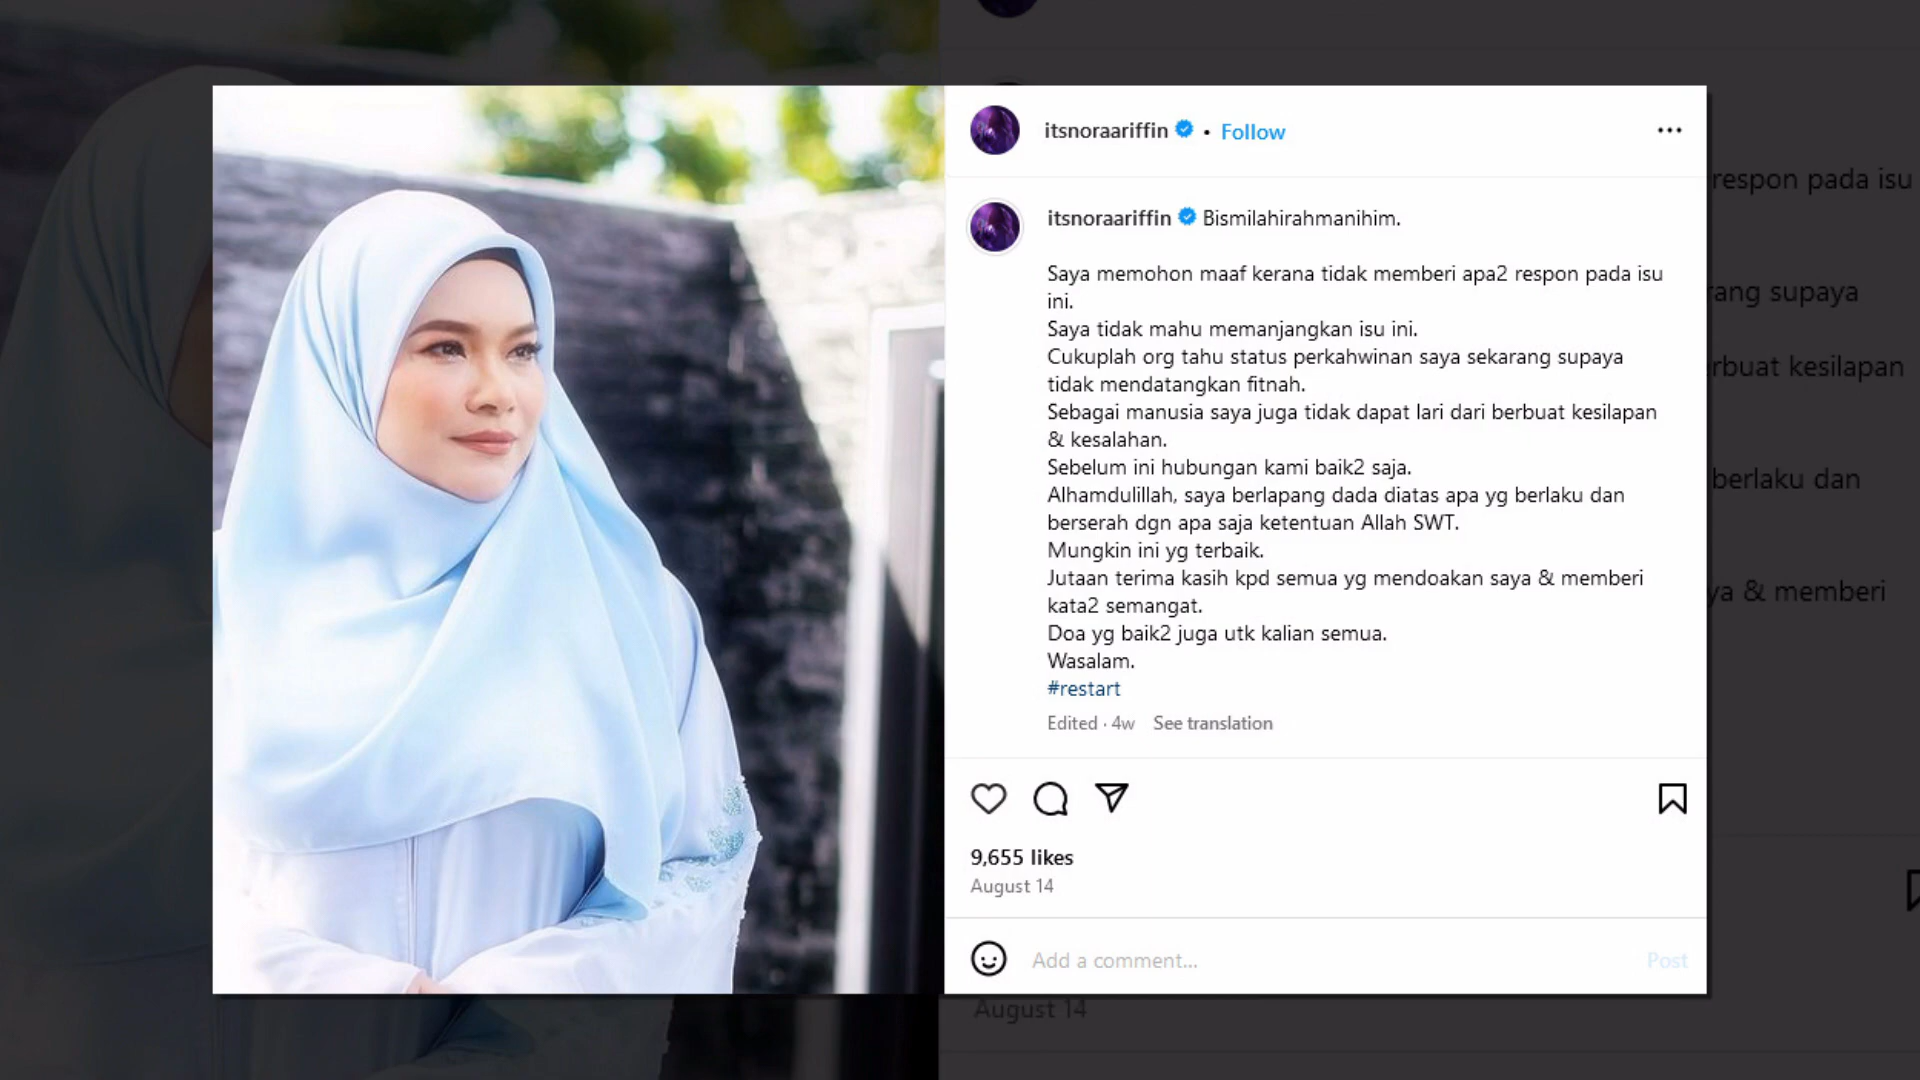 itsnoraariffin • Follow
itsnoraariffin Bismilahirahmanihim.
Saya memohon maaf kerana tidak memberi apa2 respon pada isu
ini.
Saya tidak mahu memanjangkan isu ini.
Cukuplah org tahu status perkahwinan saya sekarang supaya
tidak mendatangkan fitnah.
Sebagai manusia saya juga tidak dapat lari dari berbuat kesilapan
& kesalahan.
Sebelum ini hubungan kami baik2 saja.
Alhamdulillah, saya berlapang dada diatas apa yg berlaku dan
berserah dgn apa saja ketentuan Allah SWT.
Mungkin ini yg terbaik.
Jutaan terima kasih kpd semua yg mendoakan saya & memberi
kata2 semangat.
Doa yg baik2 juga utk kalian semua.
Wasalam.
#restart
Edited · 4w See translation
9,655 likes
August 14
Add a comment... Post
respon pada isu
rang supaya
rbuat kesilapan
berlaku dan
ya & memberi
August 14